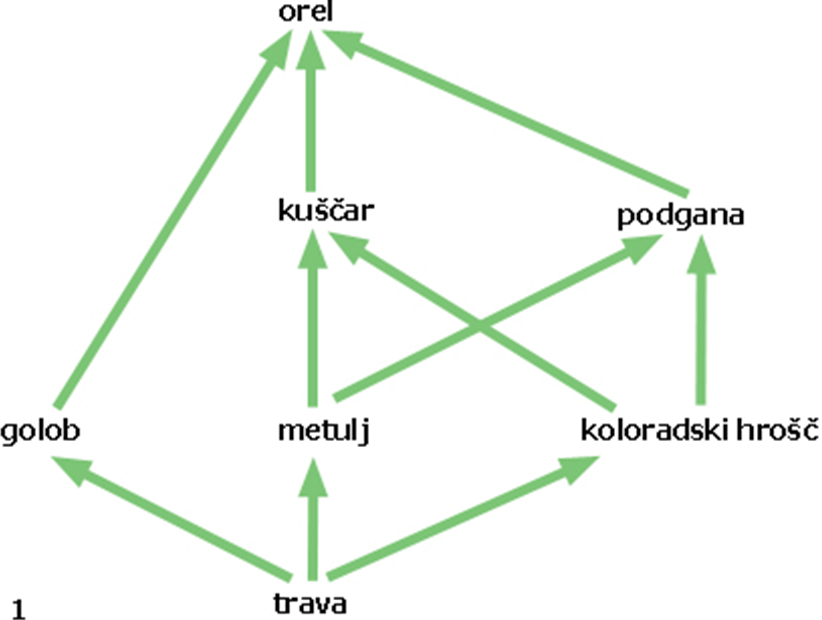 orel
kuščar
podgana
golob
metulj
koloradski hrošč
trava
1